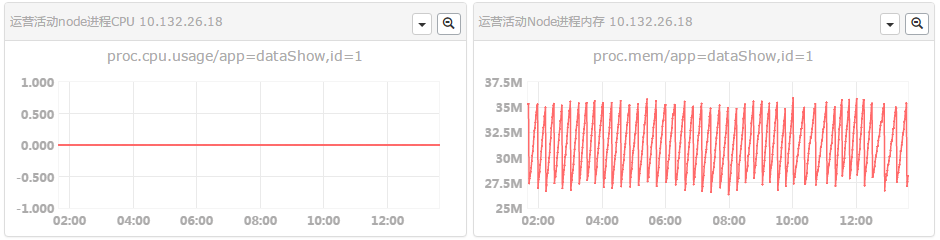 运营活动node进程CPU 10.132.26.18
proc.cpu.usage/app=dataShow,id=1
1.000
0.500
0.000
-0.500
-1.000
02:00 04:00 06:00 08:00 10:00 12:00
运营活动Node进程内存 10.132.26.18
proc.mem/app=dataShow,id=1
37.5M
35M
32.5M
30M
27.5M
25M
02:00 04:00 06:00 08:00 10:00 12:00